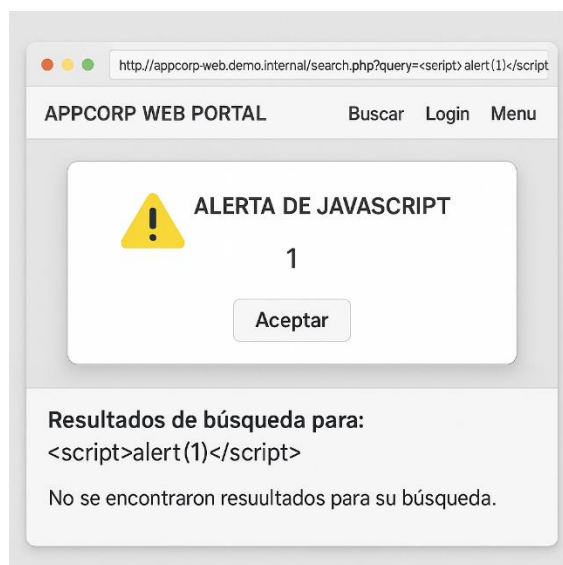 http://appcorp-web.demo.internal/search.php?query=<seript> alert(1)</script
APPCORP WEB PORTAL Buscar Login Menu
ALERTA DE JAVASCRIPT
1
Aceptar
Resultados de búsqueda para:
<script>alert(1)</script>
No se encontraron resuultados para su búsqueda.